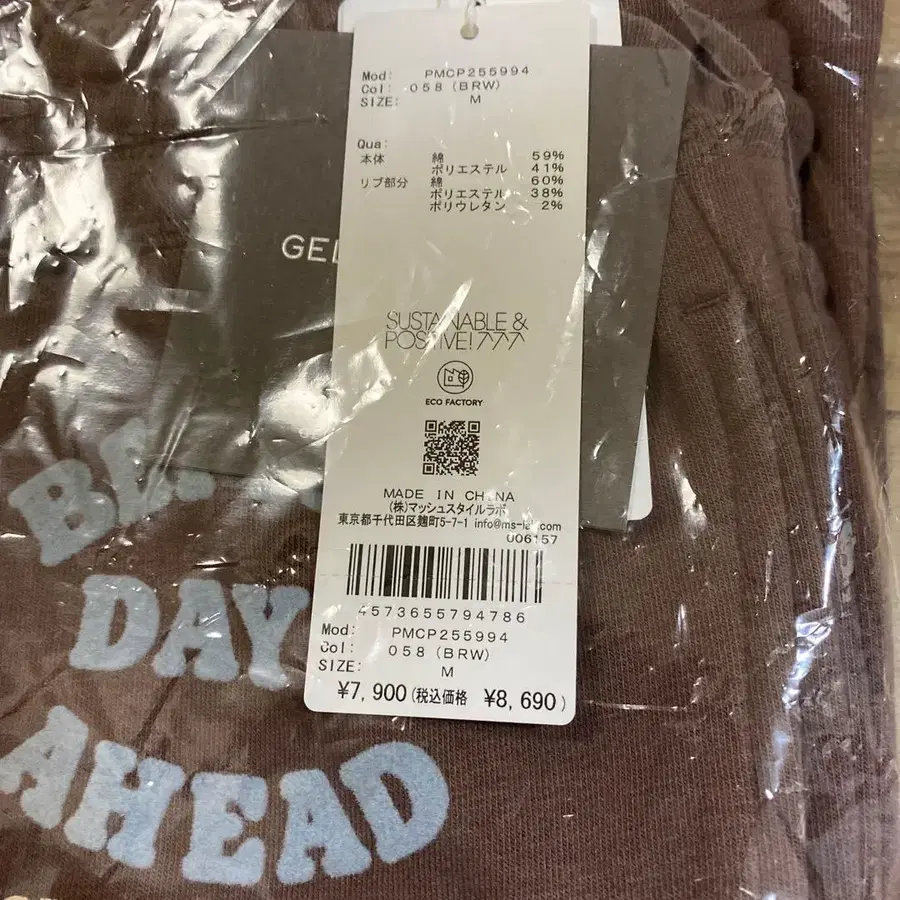 Mod: PMCP255994
Col: 058 (BRW)
SIZE: M
Qua:
本体 綿 59%
ポリエステル 41%
リブ部分 綿 60%
ポリエステル 38%
ポリウレタン 2%
GEL
SUSTAINABLE &
POSITIVE!
ECO FACTORY
MADE IN CHINA
(株)マッシュスタイルラボ
東京都千代田区麹町5-7-1 info@ms-lab.com
006157
4573655794786
Mod: PMCP255994
Col: 058 (BRW)
SIZE: M
¥7,900(税込価格 ¥8,690)
DAY
AHEAD